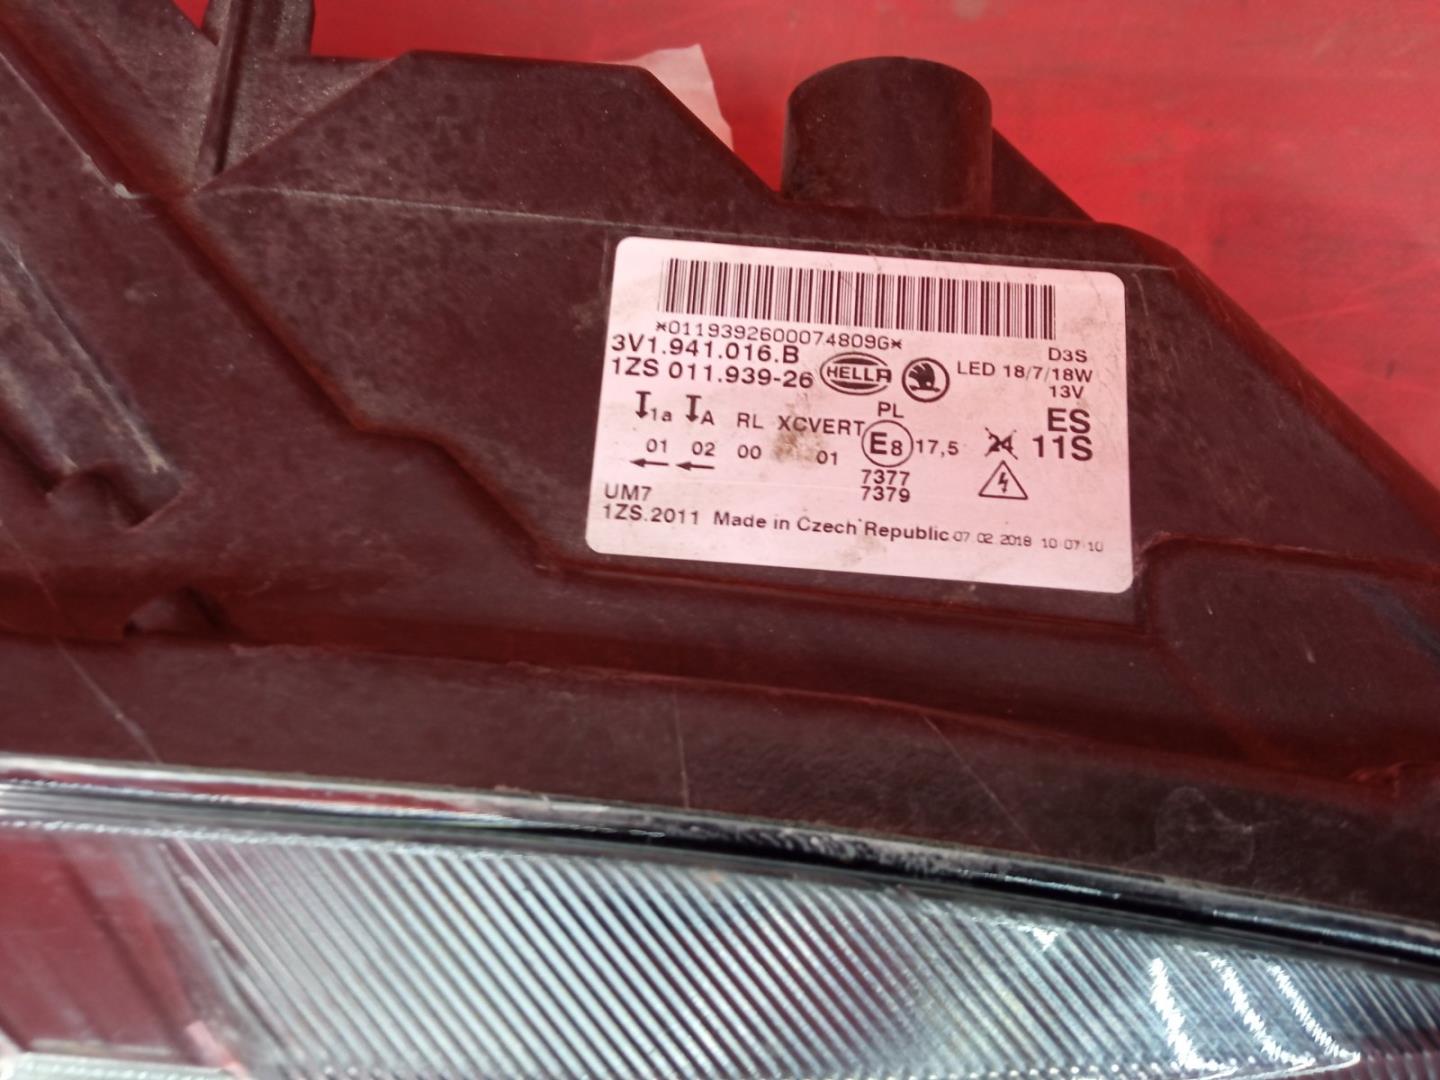 *0119392600074809G*
3V1.941.016.B
1ZS 011.939-26
HELLA
D3S
LED 18/7/18W
13V
1a A RL XCVERT PL ES
01 02 00 01 E8 17,5 24 11S
7377
7379
UM7
1ZS.2011 Made in Czech Republic 07 02 2018 10 07 10